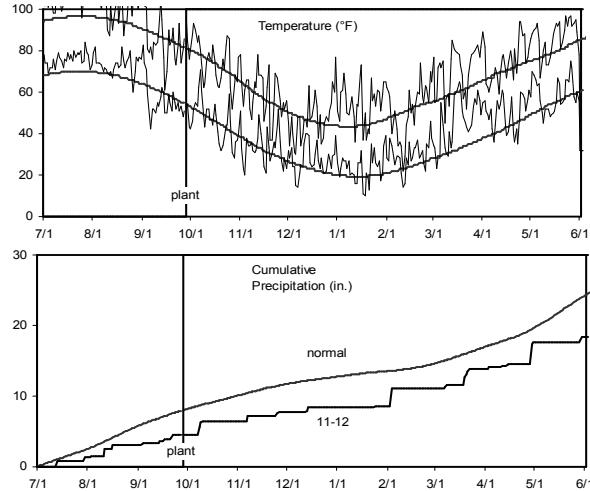 Temperature (°F)
100
80
60
40
20
0
plant
7/1 8/1 9/1 10/1 11/1 12/1 1/1 2/1 3/1 4/1 5/1 6/1
Cumulative
Precipitation (in.)
30
20
10
0
normal
11-12
plant
7/1 8/1 9/1 10/1 11/1 12/1 1/1 2/1 3/1 4/1 5/1 6/1